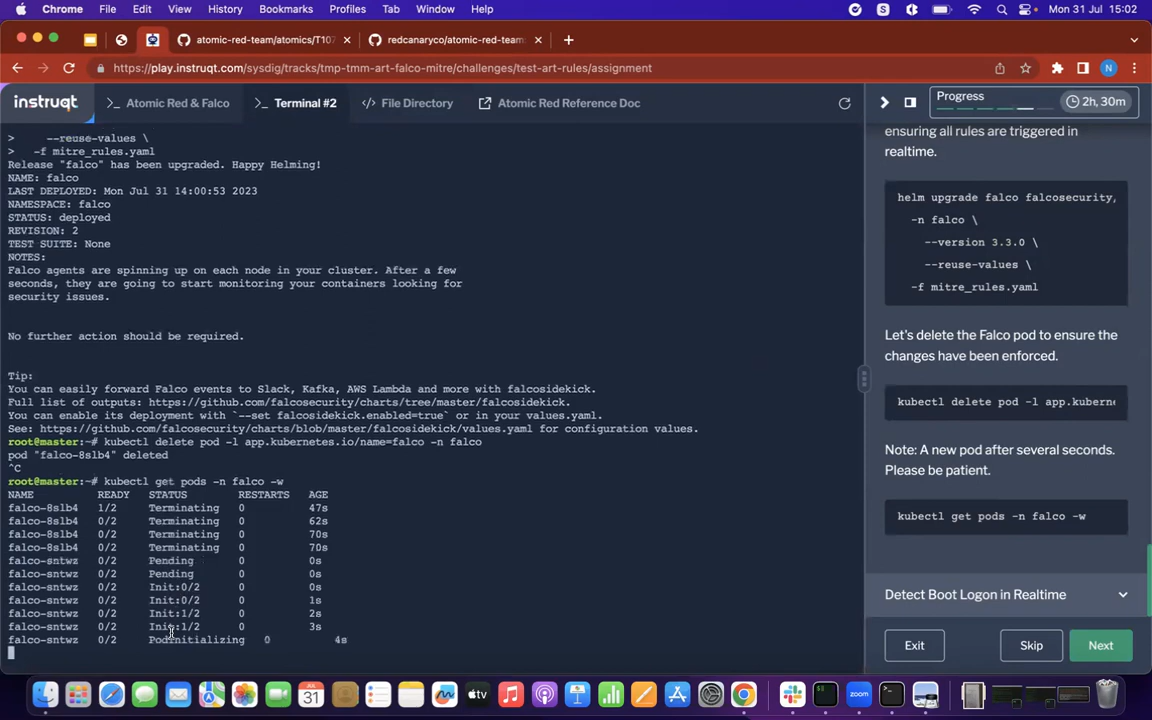 Chrome File Edit View History Bookmarks Profiles Tab Window Help Mon 31 Jul 15:02
atomic-red-team/atomics/T107
redcanaryco/atomic-red-team:
https://play.instruqt.com/sysdig/tracks/tmp-tmm-art-falco-mitre/challenges/test-art-rules/assignment
N
instruqt
>_ Atomic Red & Falco
>_ Terminal #2
</> File Directory
Atomic Red Reference Doc
Progress
2h, 30m
>     --reuse-values \
>   -f mitre_rules.yaml
Release "falco" has been upgraded. Happy Helming!
NAME: falco
LAST DEPLOYED: Mon Jul 31 14:00:53 2023
NAMESPACE: falco
STATUS: deployed
REVISION: 2
TEST SUITE: None
NOTES:
Falco agents are spinning up on each node in your cluster. After a few
seconds, they are going to start monitoring your containers looking for
security issues.
No further action should be required.
Tip:
You can easily forward Falco events to Slack, Kafka, AWS Lambda and more with falcosidekick.
Full list of outputs: https://github.com/falcosecurity/charts/tree/master/falcosidekick.
You can enable its deployment with `--set falcosidekick.enabled=true` or in your values.yaml.
See: https://github.com/falcosecurity/charts/blob/master/falcosidekick/values.yaml for configuration values.
root@master:~# kubectl delete pod -l app.kubernetes.io/name=falco -n falco
pod "falco-8slb4" deleted
^C
root@master:~# kubectl get pods -n falco -w
NAME READY STATUS RESTARTS AGE
falco-8slb4 1/2 Terminating 0 47s
falco-8slb4 0/2 Terminating 0 62s
falco-8slb4 0/2 Terminating 0 70s
falco-8slb4 0/2 Terminating 0 70s
falco-sntwz 0/2 Pending 0 0s
falco-sntwz 0/2 Pending 0 0s
falco-sntwz 0/2 Init:0/2 0 0s
falco-sntwz 0/2 Init:0/2 0 1s
falco-sntwz 0/2 Init:1/2 0 2s
falco-sntwz 0/2 Init:1/2 0 3s
falco-sntwz 0/2 PodInitializing 0 4s
ensuring all rules are triggered in
realtime.
helm upgrade falco falcosecurity,
-n falco \
--version 3.3.0 \
--reuse-values \
-f mitre_rules.yaml
Let's delete the Falco pod to ensure the
changes have been enforced.
kubectl delete pod -l app.kuberne
Note: A new pod after several seconds.
Please be patient.
kubectl get pods -n falco -w
Detect Boot Logon in Realtime
Exit
Skip
Next